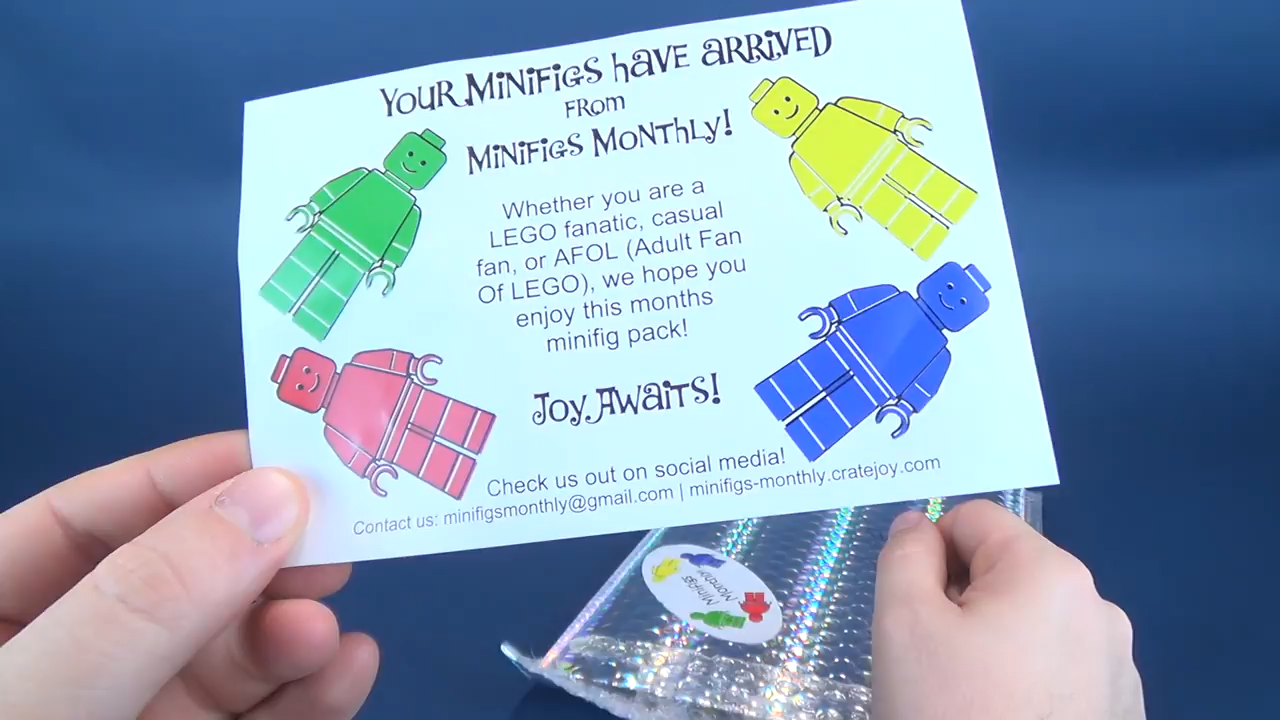 YOUR MINIFIGS HAVE ARRIVED
FROM
MINIFIGS MONTHLY!
Whether you are a
LEGO fanatic, casual
fan, or AFOL (Adult Fan
Of LEGO), we hope you
enjoy this months
minifig pack!
JOY AWAITS!
Check us out on social media!
Contact us: minifigsmonthly@gmail.com | minifigs-monthly.cratejoy.com
Minifigs
Monthly